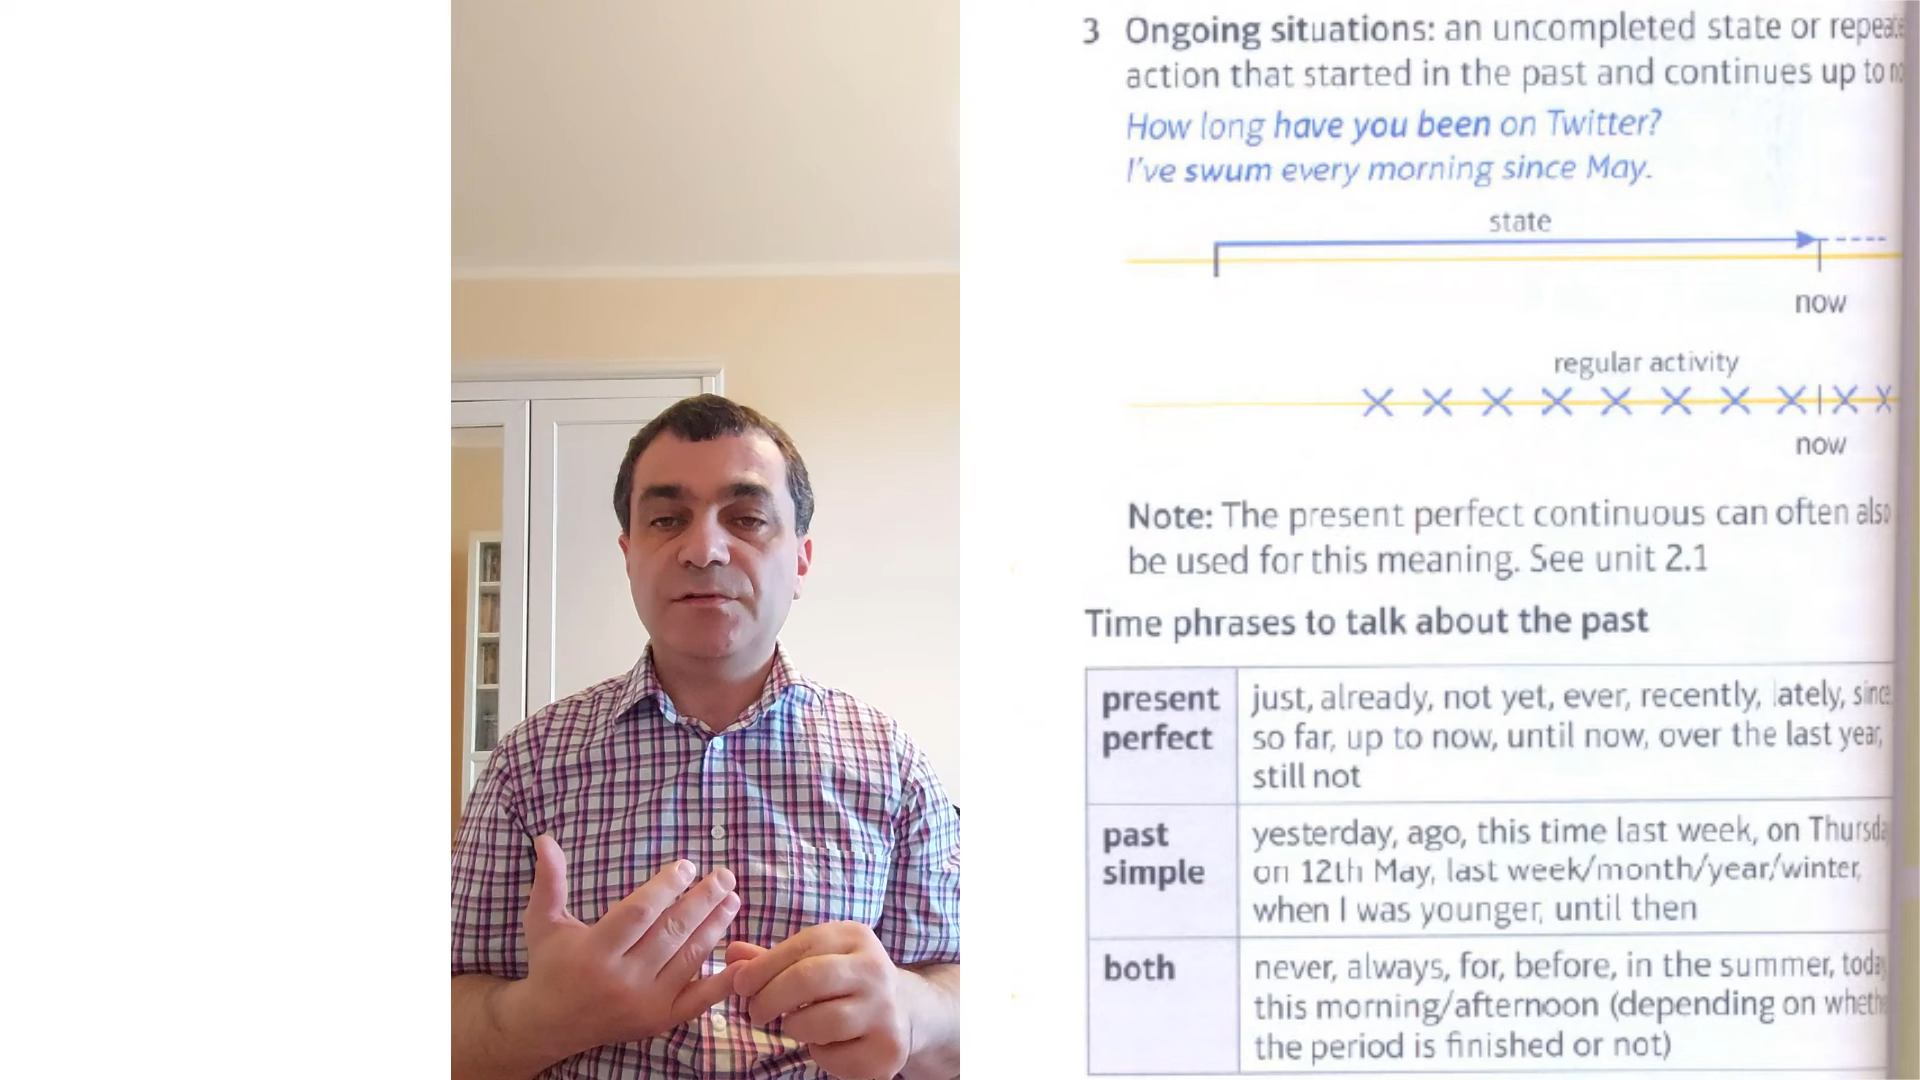 3 Ongoing situations: an uncompleted state or
action that started in the past and continues up to
How long have you been on Twitter?
I've swum every morning since May.
state
now
regular activity
now
Note: The present perfect continuous can often also
be used for this meaning. See unit 2.1
Time phrases to talk about the past
present perfect
just, already, not yet, ever, recently, lately, since
so far, up to now, until now, over the last year,
still not
past simple
yesterday, ago, this time last week, on
on 12th May, last week/month/year/winter,
when I was younger, until then
both
never, always, for, before, in the summer,
this morning/afternoon (depending on
the period is finished or not)